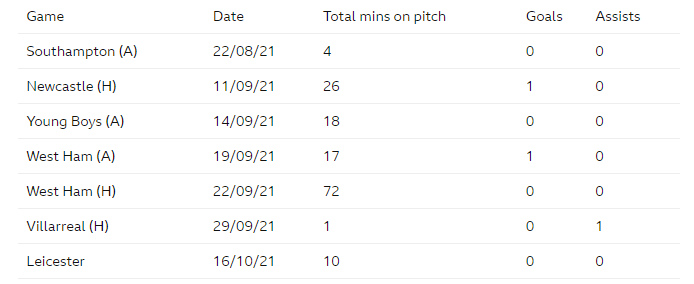 Game Date Total mins on pitch Goals Assists
Southampton (A) 22/08/21 4 0 0
Newcastle (H) 11/09/21 26 1 0
Young Boys (A) 14/09/21 18 0 0
West Ham (A) 19/09/21 17 1 0
West Ham (H) 22/09/21 72 0 0
Villarreal (H) 29/09/21 1 0 1
Leicester 16/10/21 10 0 0